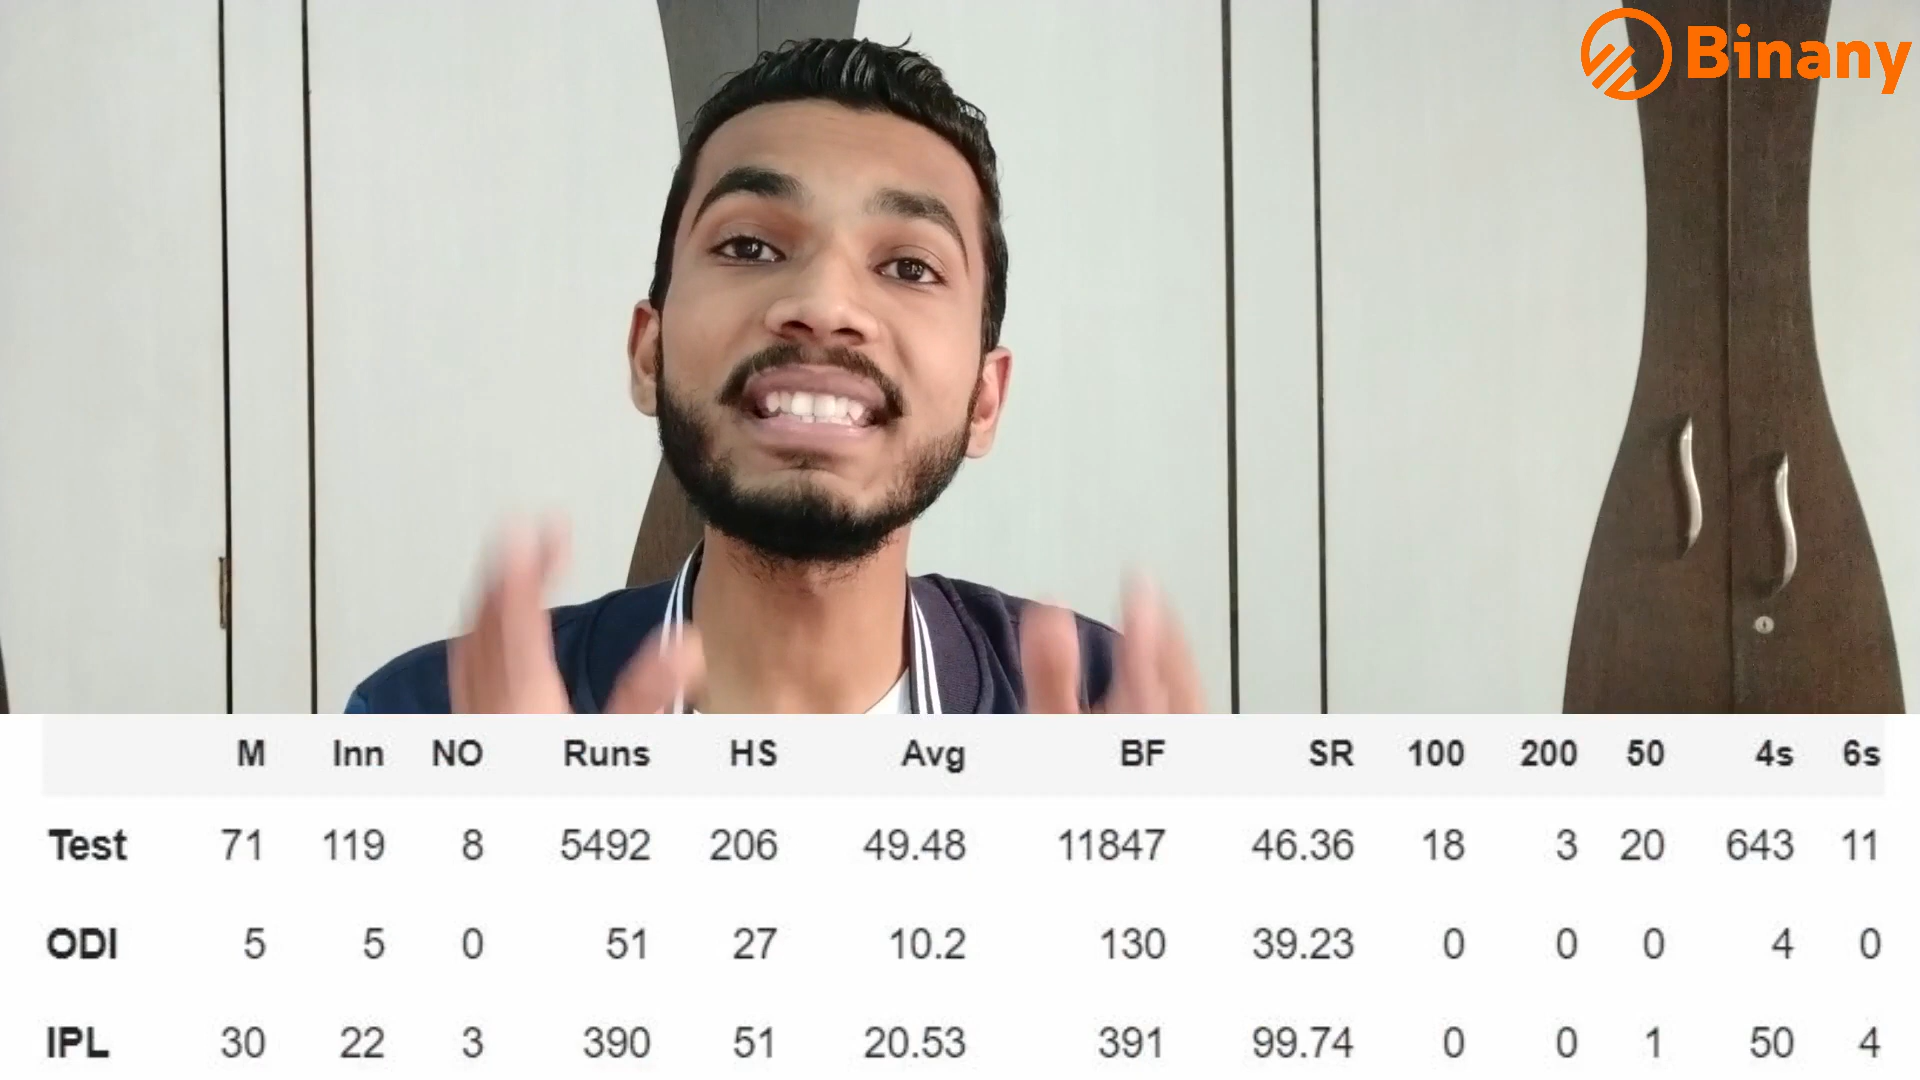 Binany
M Inn NO Runs HS Avg BF SR 100 200 50 4s 6s
Test 71 119 8 5492 206 49.48 11847 46.36 18 3 20 643 11
ODI 5 5 0 51 27 10.2 130 39.23 0 0 0 4 0
IPL 30 22 3 390 51 20.53 391 99.74 0 0 1 50 4